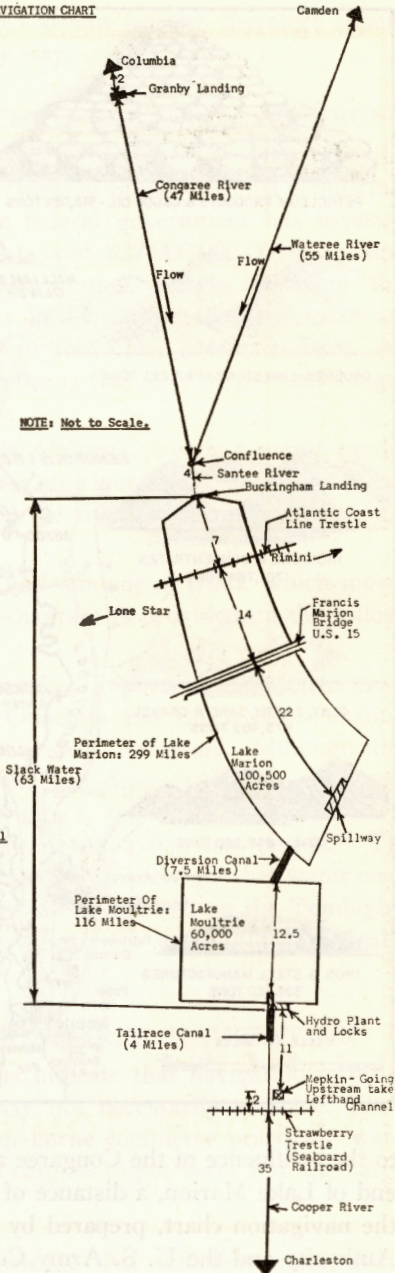 VIGATION CHART
Camden
Columbia
2
Granby Landing
Congaree River
(47 Miles)
Wateree River
(55 Miles)
Flow
Flow
NOTE: Not to Scale.
Confluence
4
Santee River
Buckingham Landing
Atlantic Coast
Line Trestle
7
Rimini
Lone Star
14
Francis
Marion
Bridge
U.S. 15
22
Perimeter of Lake
Marion: 299 Miles
Lake
Marion
100,500
Acres
Slack Water
(63 Miles)
Spillway
Diversion Canal
(7.5 Miles)
Perimeter Of
Lake Moultrie:
116 Miles
Lake
Moultrie
60,000
Acres
12.5
Hydro Plant
and Locks
Tailrace Canal
(4 Miles)
11
Mepkin- Going
Upstream take
Lefthand
Channel
2
Strawberry
Trestle
(Seaboard
Railroad)
35
Cooper River
Charleston